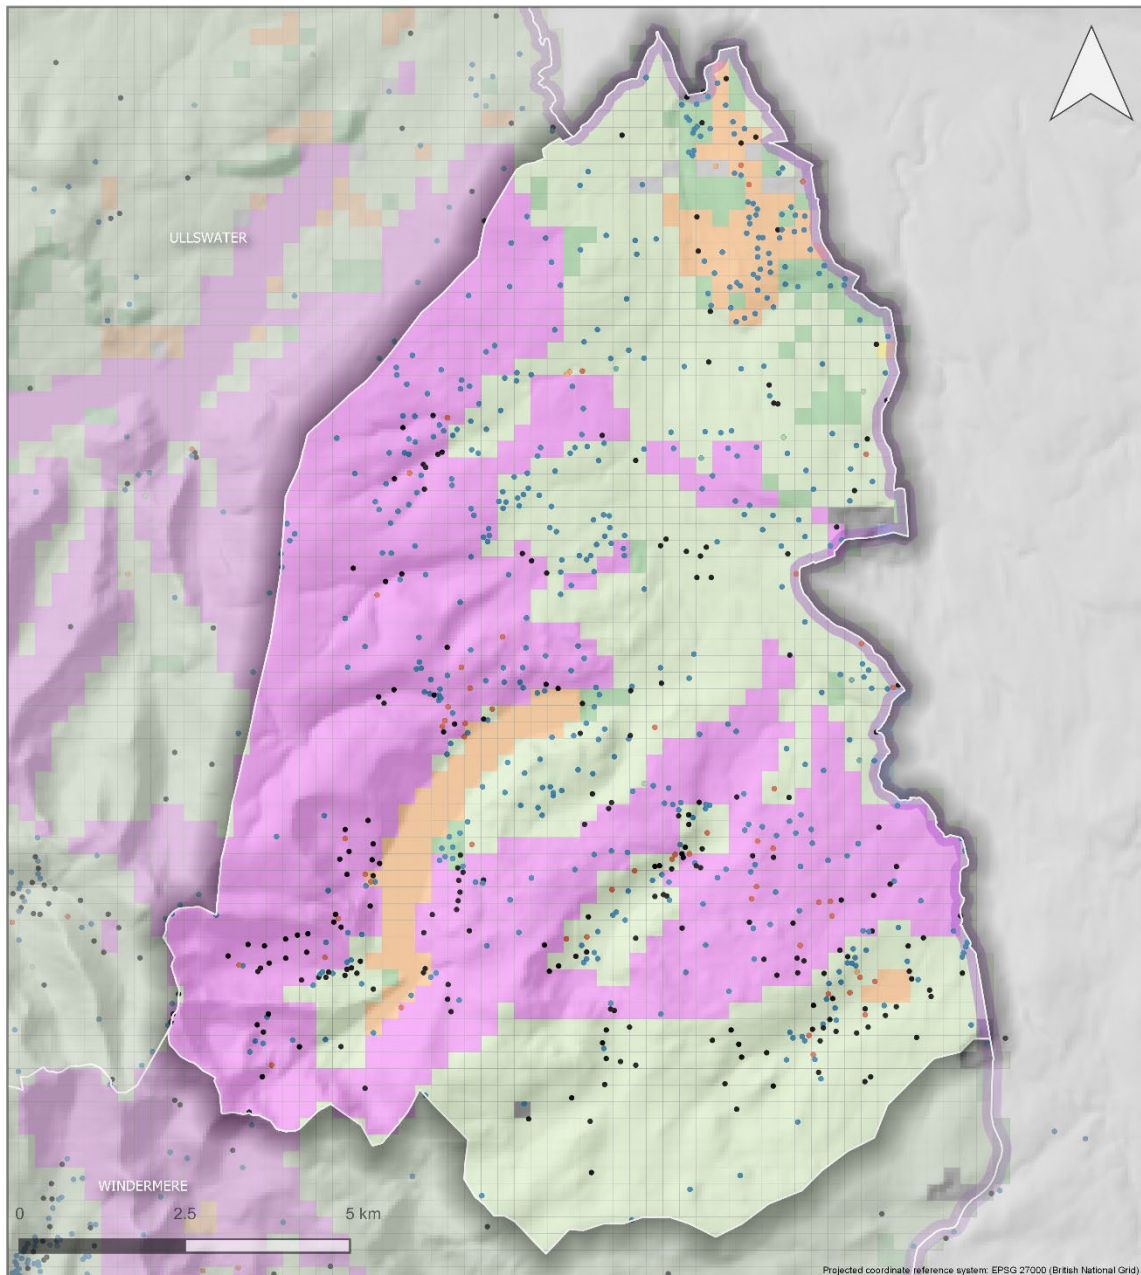 ULLSWATER
WINDERMERE
0 2.5 5 km
Projected coordinate reference system: EPSG 27000 (British National Grid)